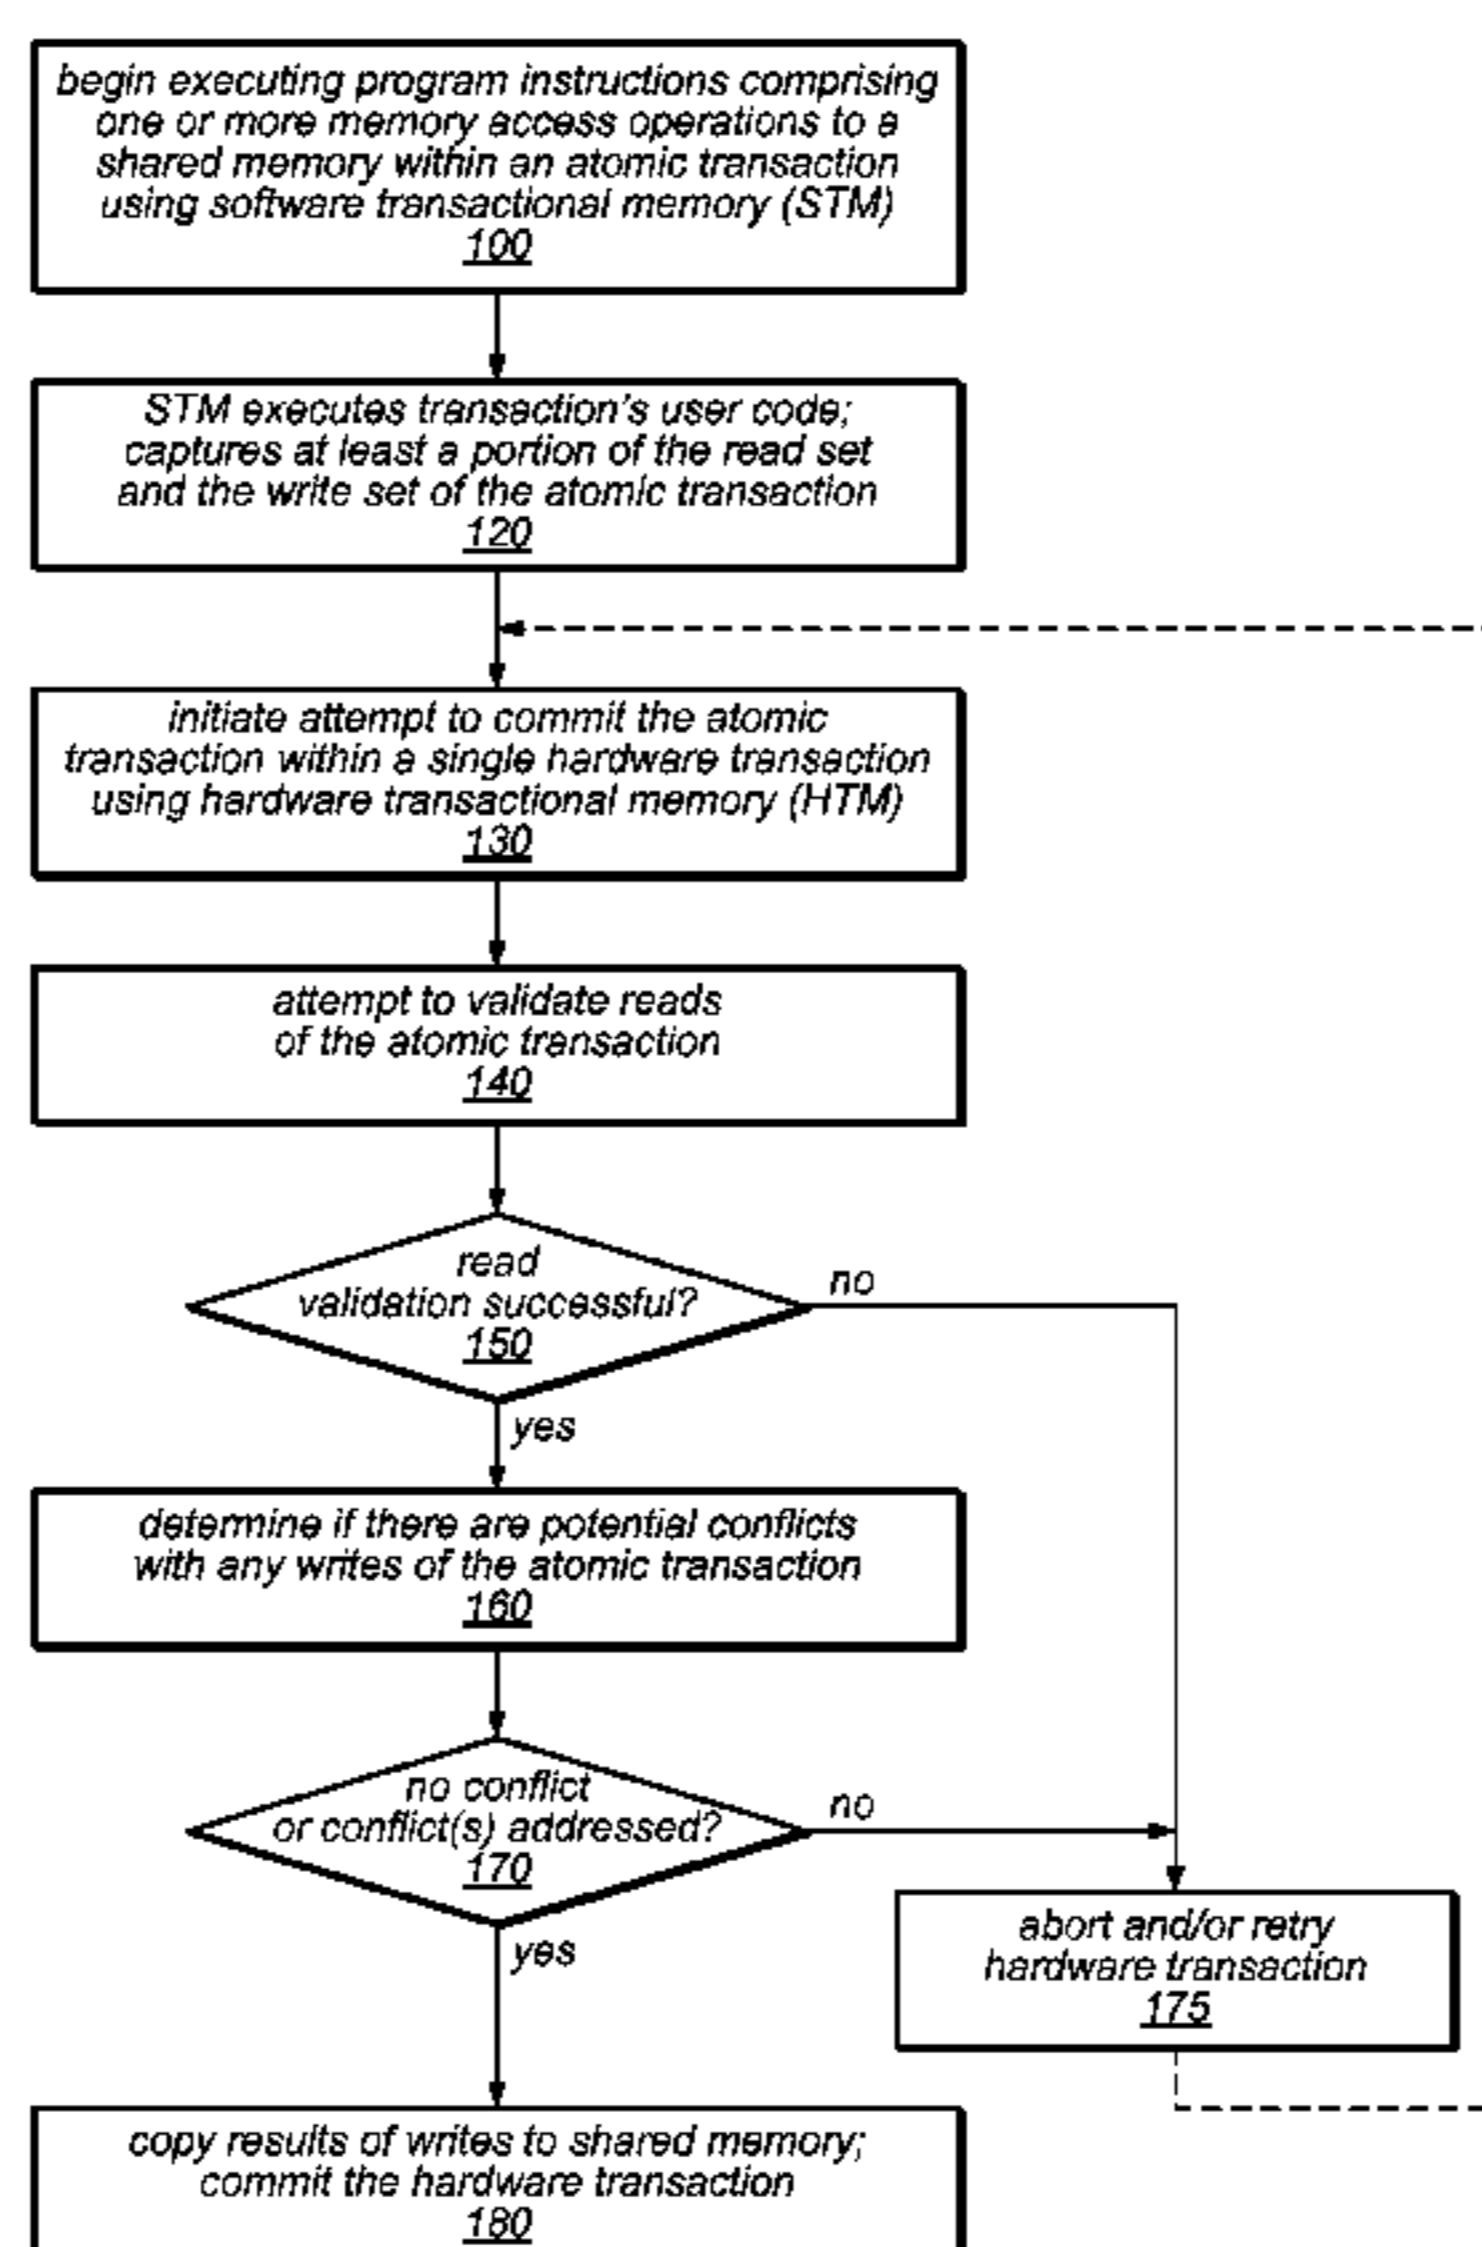 begin executing program instructions comprising
one or more memory access operations to a
shared memory within an atomic transaction
using software transactional memory (STM)
100
STM executes transaction's user code;
captures at least a portion of the read set
and the write set of the atomic transaction
120
initiate attempt to commit the atomic
transaction within a single hardware transaction
using hardware transactional memory (HTM)
130
attempt to validate reads
of the atomic transaction
140
read
validation successful?
150
no
yes
determine if there are potential conflicts
with any writes of the atomic transaction
160
no conflict
or conflict(s) addressed?
170
no
yes
abort and/or retry
hardware transaction
175
copy results of writes to shared memory;
commit the hardware transaction
180